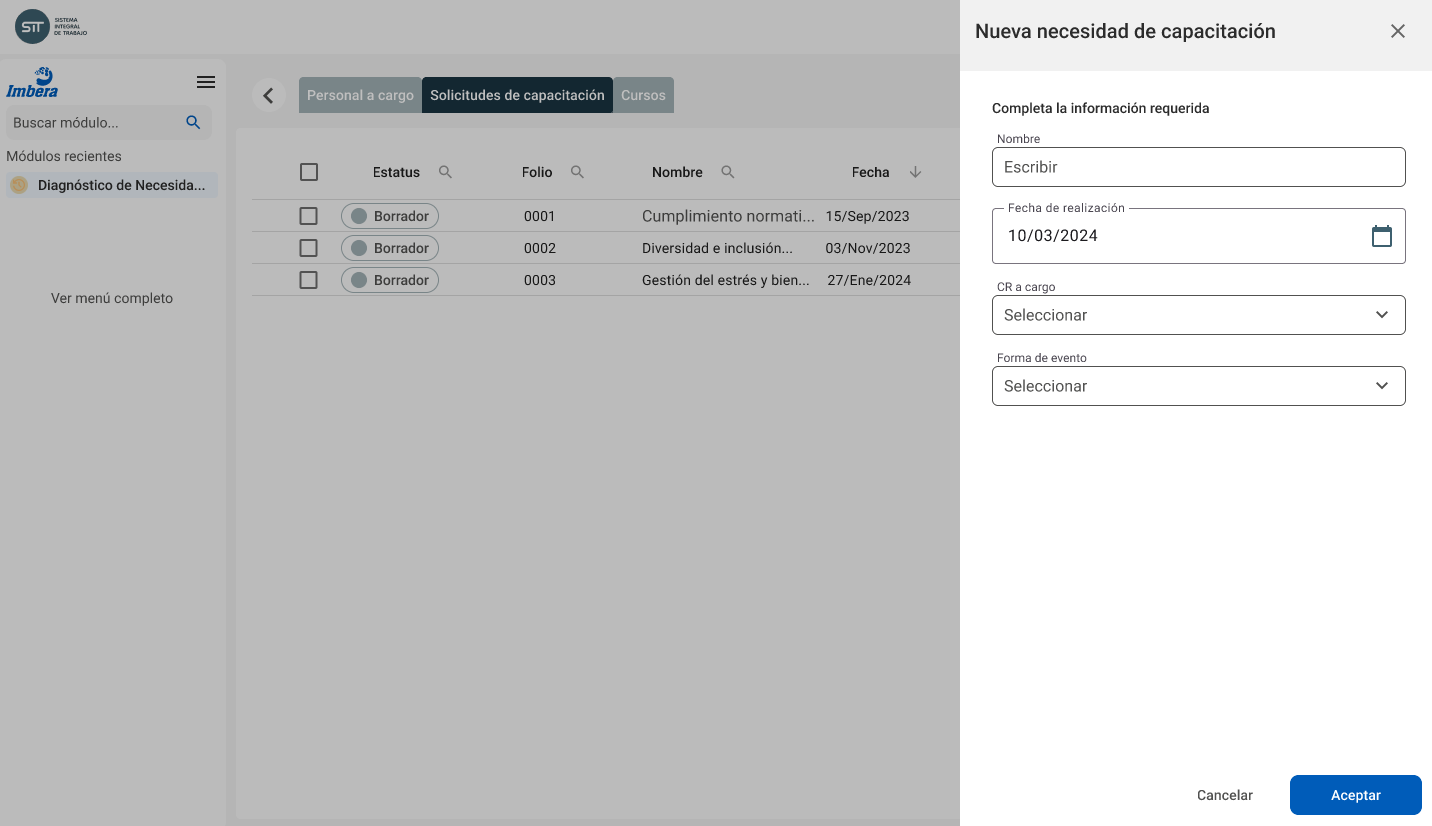 SIT
SISTEMA
INTEGRAL
DE TRABAJO
Nueva necesidad de capacitación
Imbera
Buscar módulo...
Módulos recientes
Diagnóstico de Necesida...
Ver menú completo
Personal a cargo
Solicitudes de capacitación
Cursos
Estatus Folio Nombre Fecha
Borrador 0001 Cumplimiento normati... 15/Sep/2023
Borrador 0002 Diversidad e inclusión... 03/Nov/2023
Borrador 0003 Gestión del estrés y bien... 27/Ene/2024
Completa la información requerida
Nombre
Escribir
Fecha de realización
10/03/2024
CR a cargo
Seleccionar
Forma de evento
Seleccionar
Cancelar
Aceptar